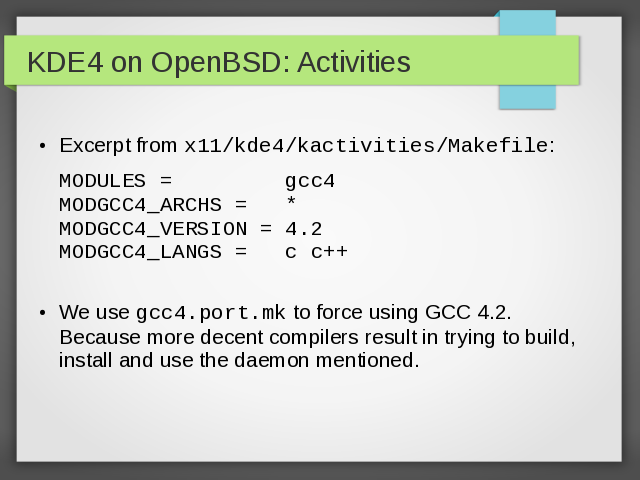 KDE4 on OpenBSD: Activities
• Excerpt from x11/kde4/kactivities/Makefile:
MODULES =         gcc4
MODGCC4_ARCHS =   *
MODGCC4_VERSION = 4.2
MODGCC4_LANGS =   c c++
• We use gcc4.port.mk to force using GCC 4.2.
Because more decent compilers result in trying to build,
install and use the daemon mentioned.